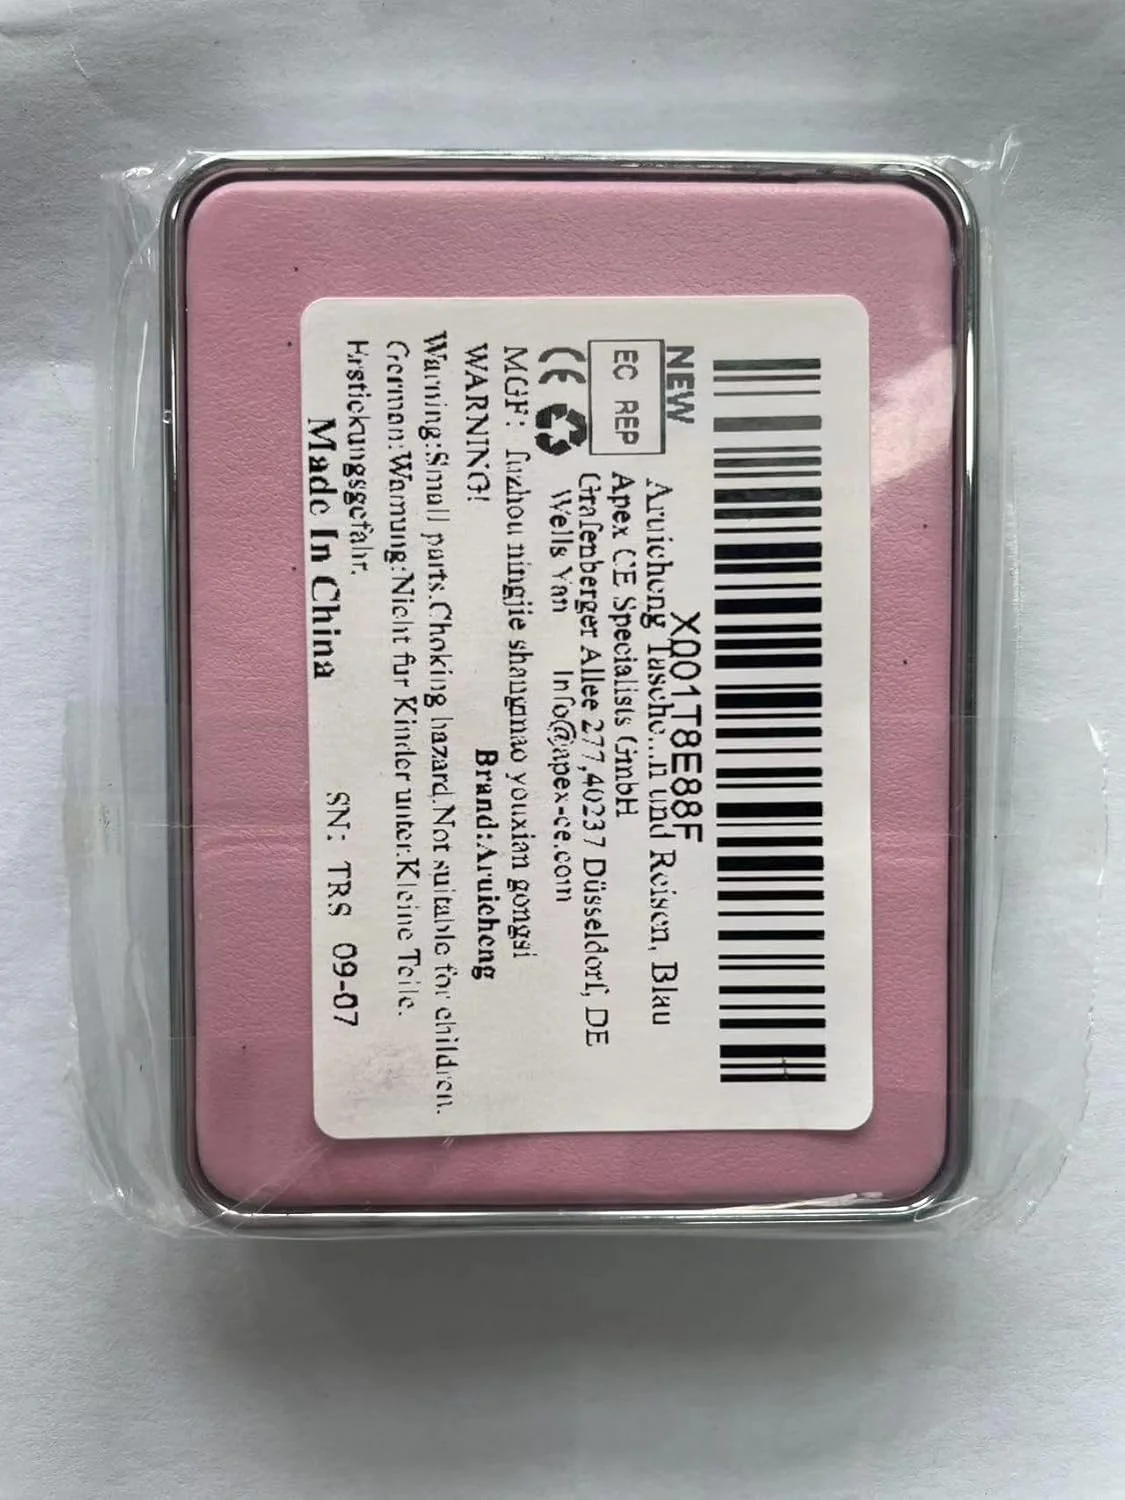 X001T8E88F
NEW
Aruicheng Tasche...n und Reisen, Blau
EC REP
Apex CE Specialists GmbH
Grafenberger Allee 277,40237 Düsseldorf, DE
CE
Wells Yan Info@apex-ce.com
MGF: fuzhou ningjie shangmao youxian gongsi
WARNING! Brand:Aruicheng
Warning:Small parts.Choking hazard.Not suitable for children.
German:Warnung:Nicht fur Kinder unter.Kleine Teile.
Erstickungsgefahr.
Made In China SN: TRS 09-07